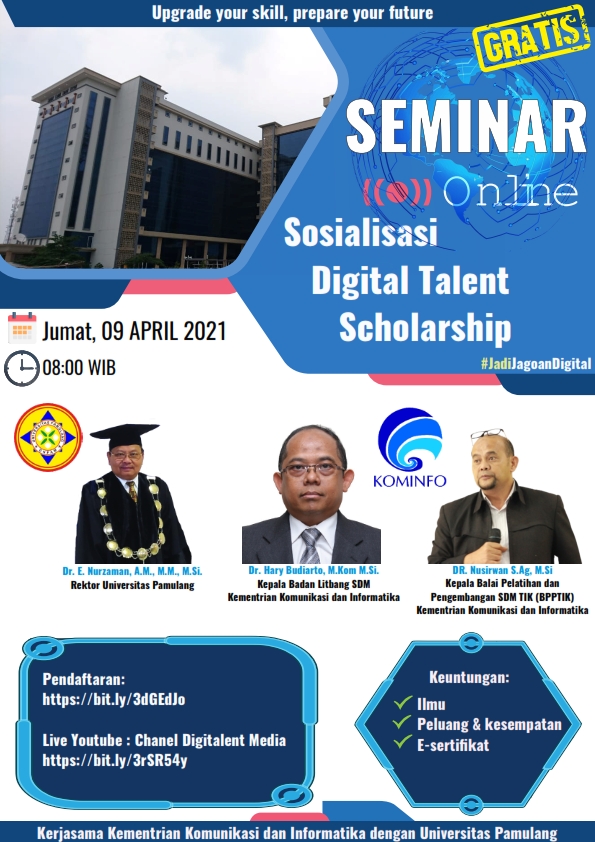 Upgrade your skill, prepare your future
GRATIS
SEMINAR
Online
Sosialisasi
Digital Talent
Scholarship
#JadiJagoanDigital
Jumat, 09 APRIL 2021
08:00 WIB
KOMINFO
Dr. E. Nurzaman, A.M., M.M., M.Si.
Rektor Universitas Pamulang
Dr. Hary Budiarto, M.Kom M.Si.
Kepala Badan Litbang SDM
Kementrian Komunikasi dan Informatika
DR. Nusirwan S.Ag, M.Si
Kepala Balai Pelatihan dan
Pengembangan SDM TIK (BPPTIK)
Kementrian Komunikasi dan Informatika
Pendaftaran:
https://bit.ly/3dGEdJo
Live Youtube : Chanel Digitalent Media
https://bit.ly/3rSR54y
Keuntungan:
Ilmu
Peluang & kesempatan
E-sertifikat
Kerjasama Kementrian Komunikasi dan Informatika dengan Universitas Pamulang